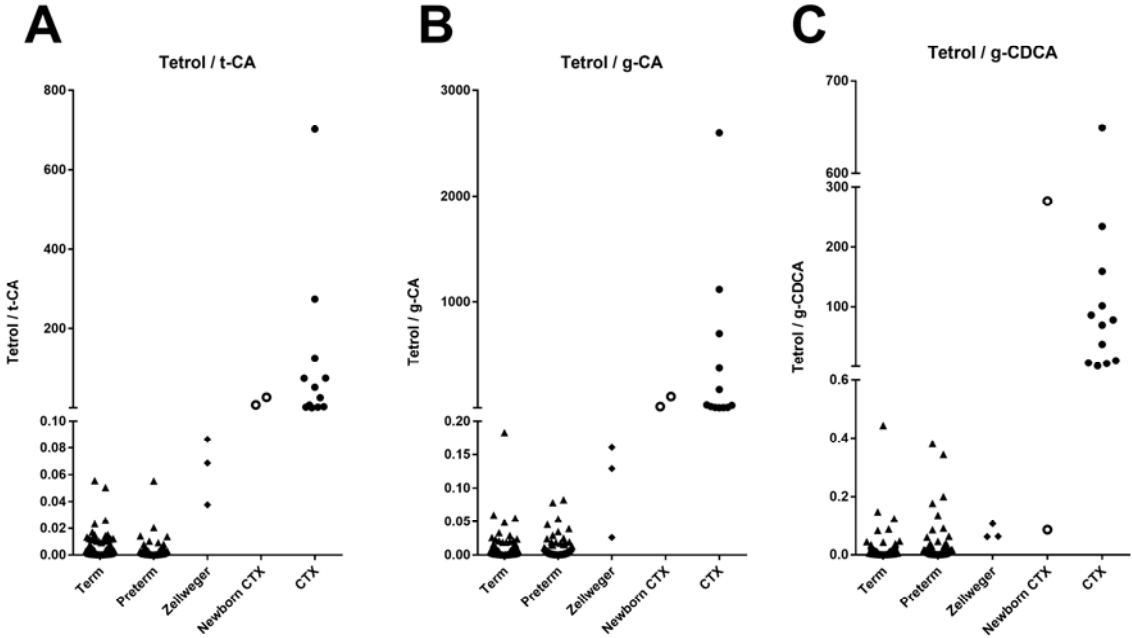 A
Tetrol / t-CA
Tetrol / t-CA
800
600
400
200
0.10
0.08
0.06
0.04
0.02
0.00
Term
Preterm
Zellweger
Newborn CTX
CTX
B
Tetrol / g-CA
Tetrol / g-CA
3000
2000
1000
0.20
0.15
0.10
0.05
0.00
Term
Preterm
Zellweger
Newborn CTX
CTX
C
Tetrol / g-CDCA
Tetrol / g-CDCA
700
600
300
200
100
0.6
0.4
0.2
0.0
Term
Preterm
Zellweger
Newborn CTX
CTX